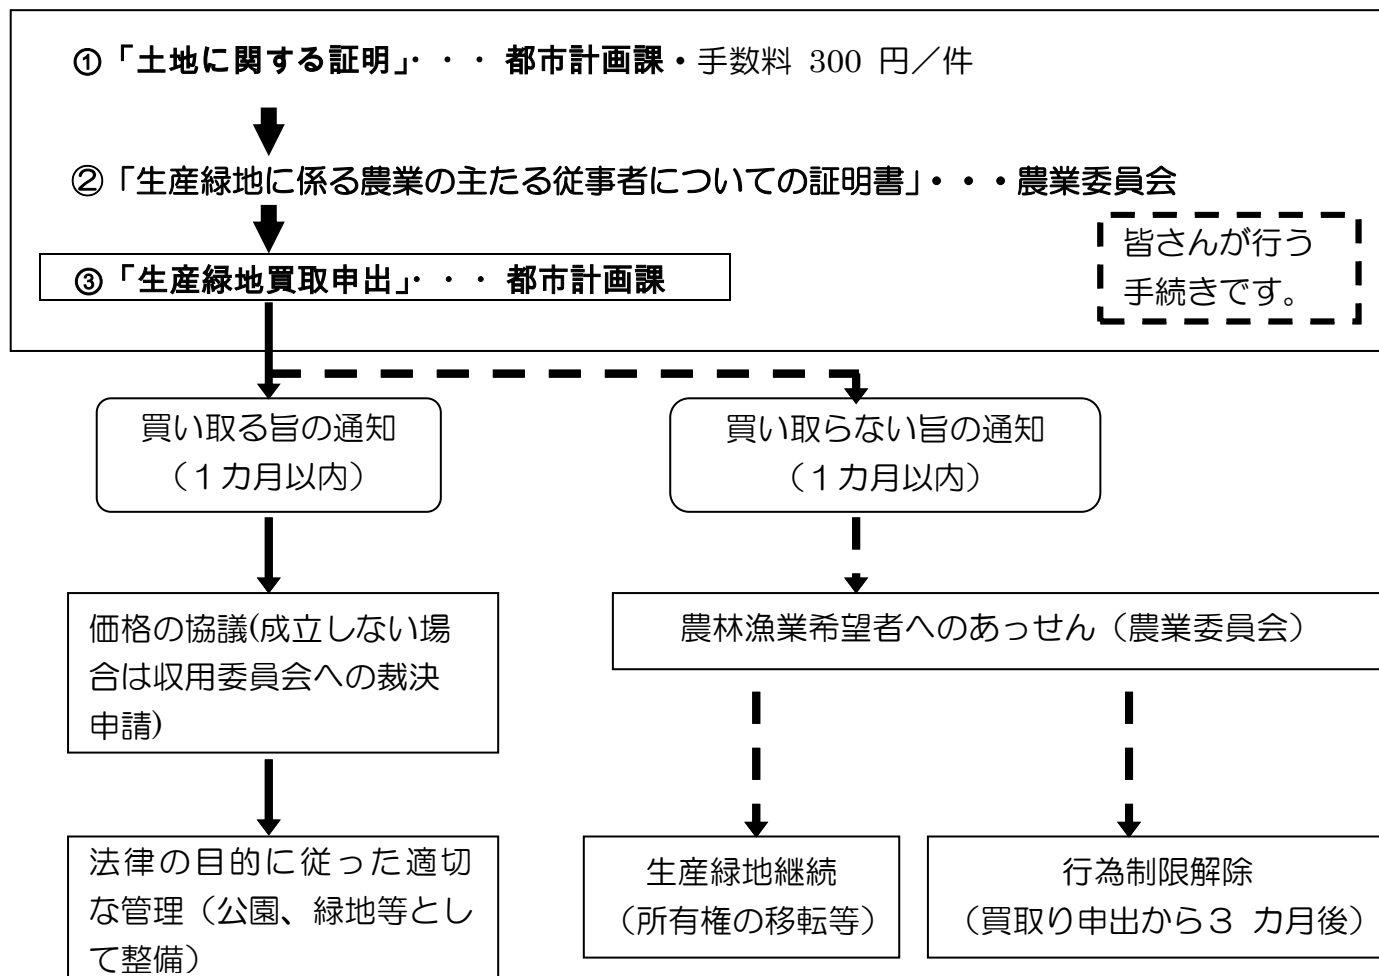 ①「土地に関する証明」・・・ 都市計画課・手数料 300 円／件
②「生産緑地に係る農業の主たる従事者についての証明書」・・・農業委員会
皆さんが行う
手続きです。
③「生産緑地買取申出」・・・ 都市計画課
買い取る旨の通知
（１カ月以内）
買い取らない旨の通知
（１カ月以内）
価格の協議(成立しない場
合は収用委員会への裁決
申請)
農林漁業希望者へのあっせん（農業委員会）
法律の目的に従った適切
な管理（公園、緑地等とし
て整備）
生産緑地継続
（所有権の移転等）
行為制限解除
（買取り申出から３ カ月後）